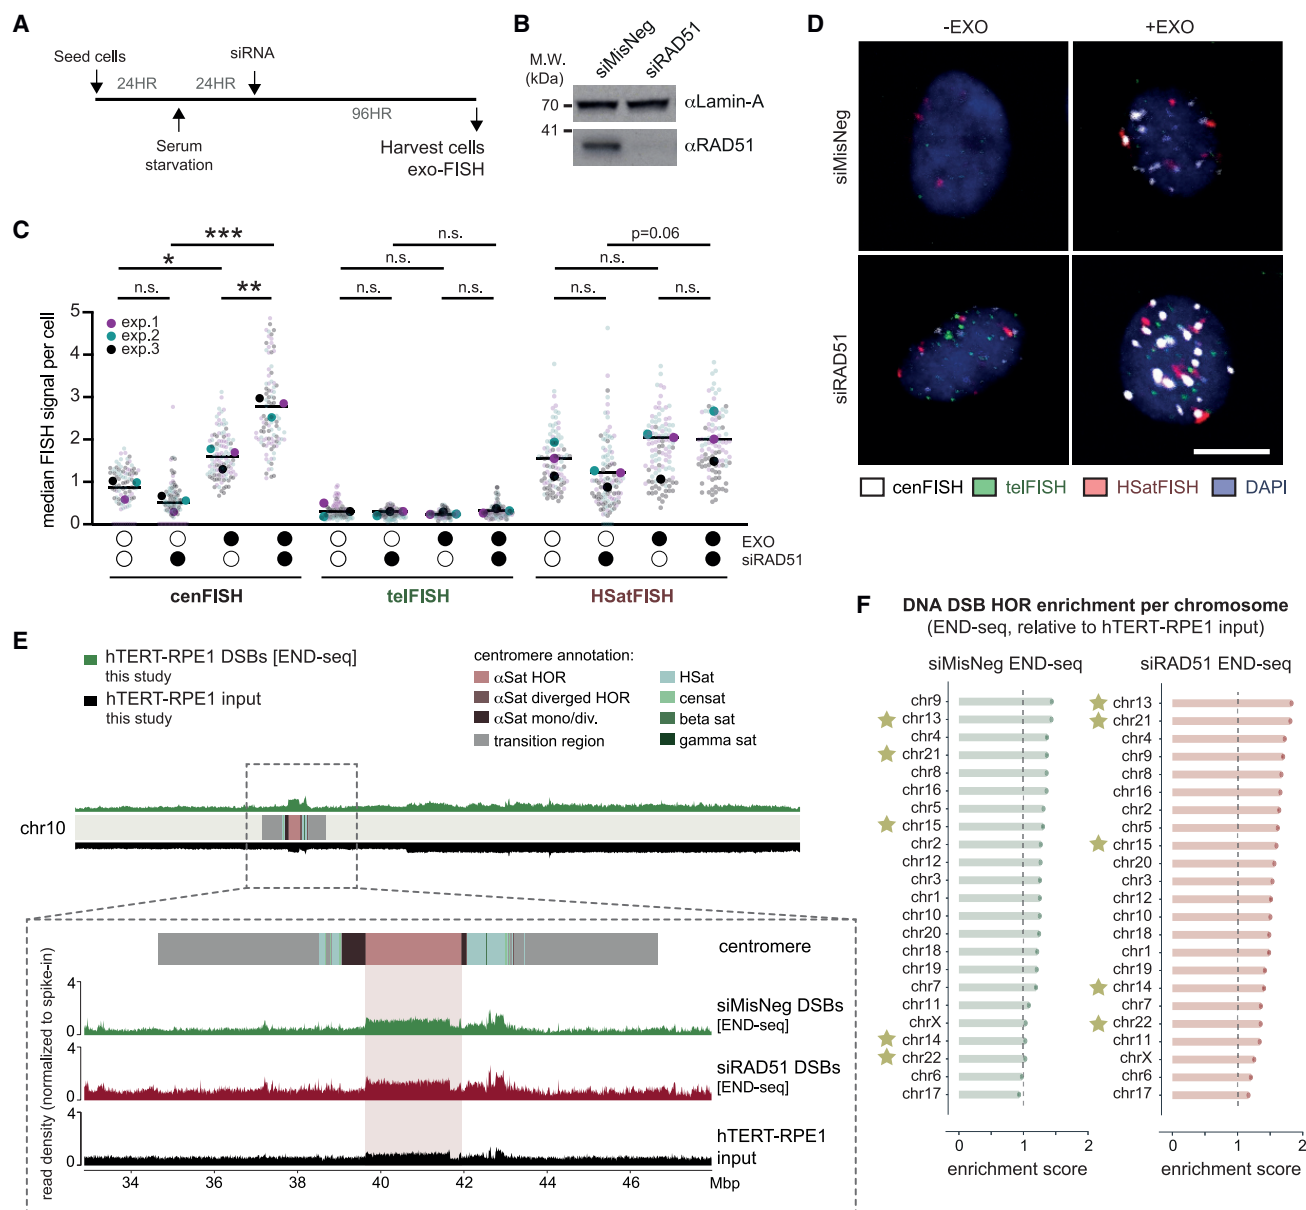 A
Seed cells
siRNA
24HR
24HR
96HR
Serum
starvation
Harvest cells
exo-FISH
B
M.W.
(kDa)
siMisNeg
siRAD51
70
41
αLamin-A
αRAD51
C
***
n.s.
p=0.06
*
n.s.
n.s.
n.s.
**
n.s.
n.s.
n.s.
n.s.
median FISH signal per cell
5
4
3
2
1
0
exp.1
exp.2
exp.3
EXO
siRAD51
cenFISH
telFISH
HSatFISH
D
-EXO
+EXO
siMisNeg
siRAD51
cenFISH
telFISH
HSatFISH
DAPI
E
hTERT-RPE1 DSBs [END-seq]
this study
hTERT-RPE1 input
this study
centromere annotation:
αSat HOR
αSat diverged HOR
αSat mono/div.
transition region
HSat
censat
beta sat
gamma sat
chr10
centromere
read density (normalized to spike-in)
4
0
siMisNeg DSBs
[END-seq]
4
0
siRAD51 DSBs
[END-seq]
4
0
hTERT-RPE1
input
34
36
38
40
42
44
46
Mbp
F
DNA DSB HOR enrichment per chromosome
(END-seq, relative to hTERT-RPE1 input)
siMisNeg END-seq
chr9
chr13
chr4
chr21
chr8
chr16
chr5
chr15
chr2
chr12
chr3
chr1
chr10
chr20
chr18
chr19
chr7
chr11
chrX
chr14
chr22
chr6
chr17
0
1
2
enrichment score
siRAD51 END-seq
chr13
chr21
chr4
chr9
chr8
chr16
chr2
chr5
chr15
chr20
chr3
chr12
chr10
chr18
chr1
chr19
chr14
chr7
chr22
chr11
chrX
chr6
chr17
0
1
2
enrichment score